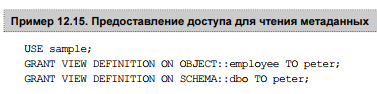 Пример 12.15. Предоставление доступа для чтения метаданных
USE sample;
GRANT VIEW DEFINITION ON OBJECT::employee TO peter;
GRANT VIEW DEFINITION ON SCHEMA::dbo TO peter;